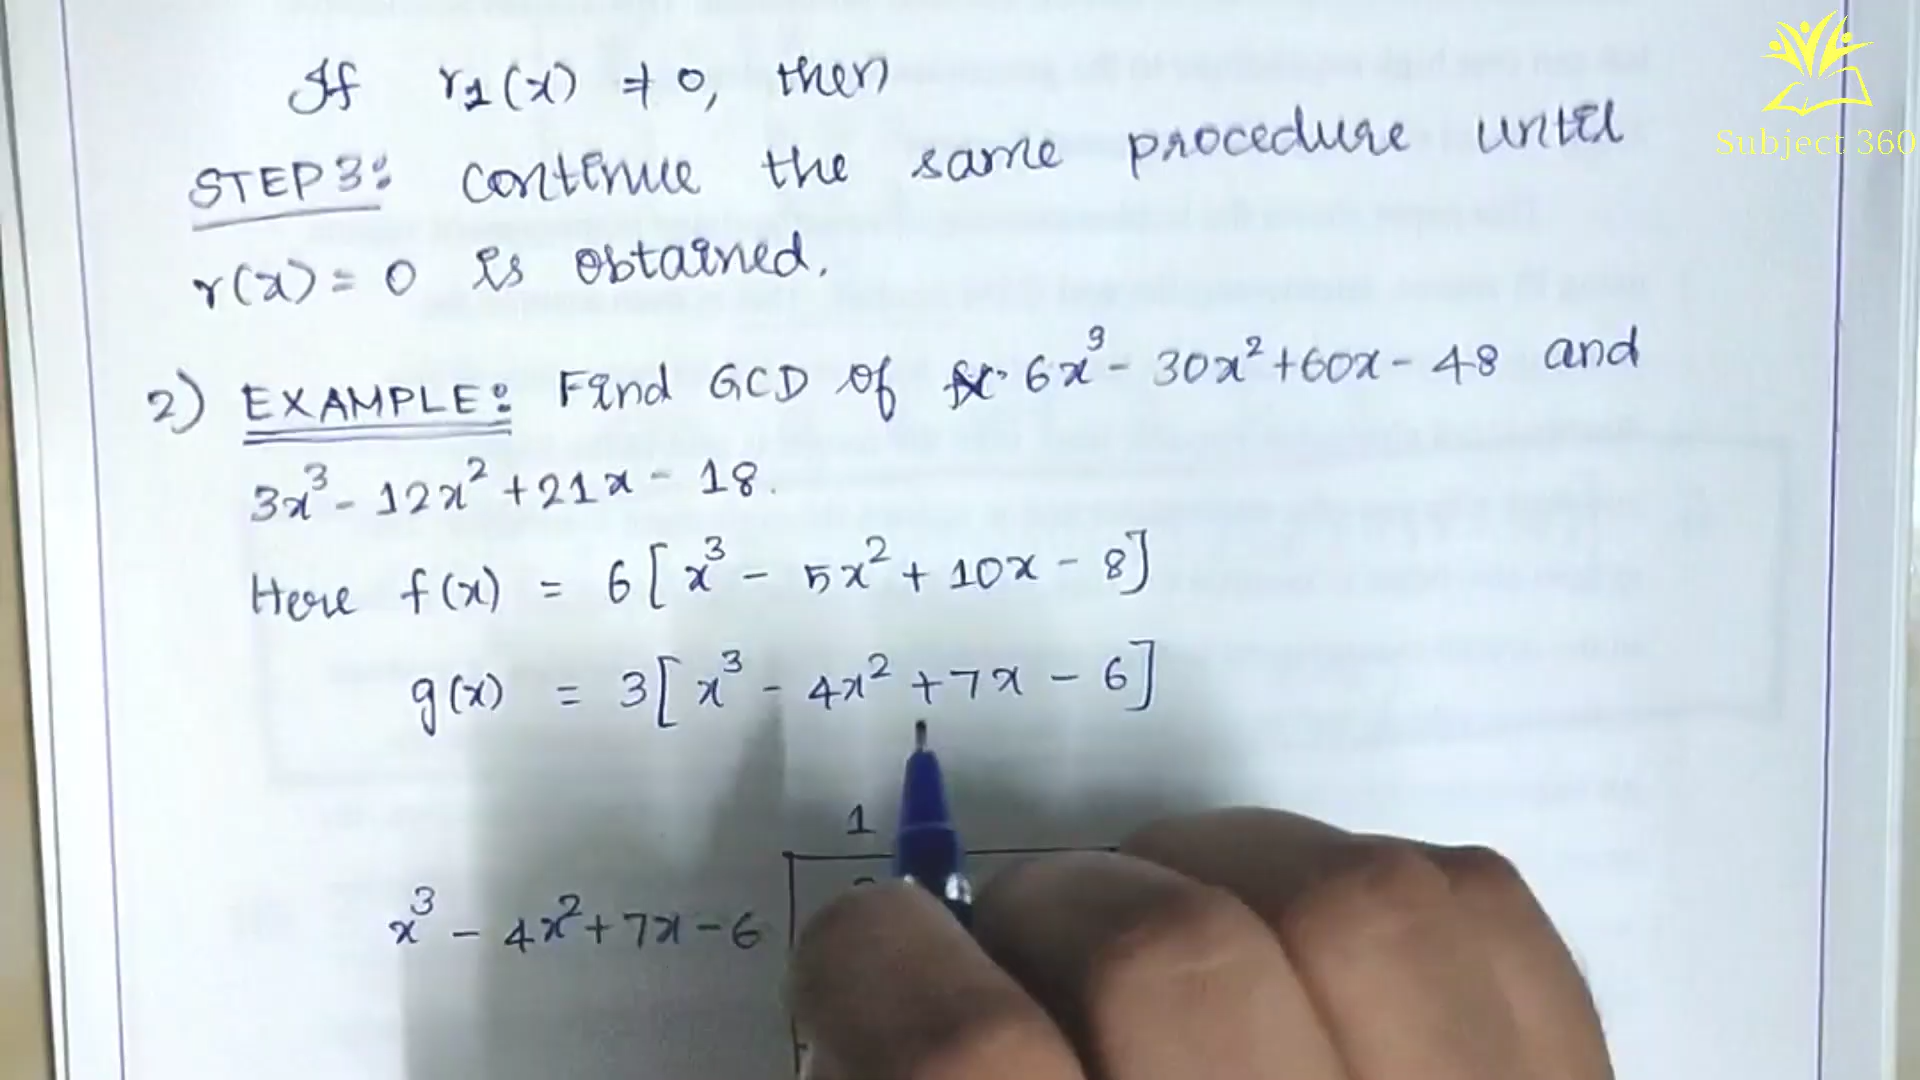 If r₁(x) ≠ 0, then
STEP 3: continue the same procedure until
r(x) = 0 is obtained.
2) EXAMPLE: Find GCD of 6x³ - 30x² + 60x - 48 and
3x³ - 12x² + 21x - 18.
Here f(x) = 6[x³ - 5x² + 10x - 8]
g(x) = 3[x³ - 4x² + 7x - 6]
1
x³ - 4x² + 7x - 6
Subject 360